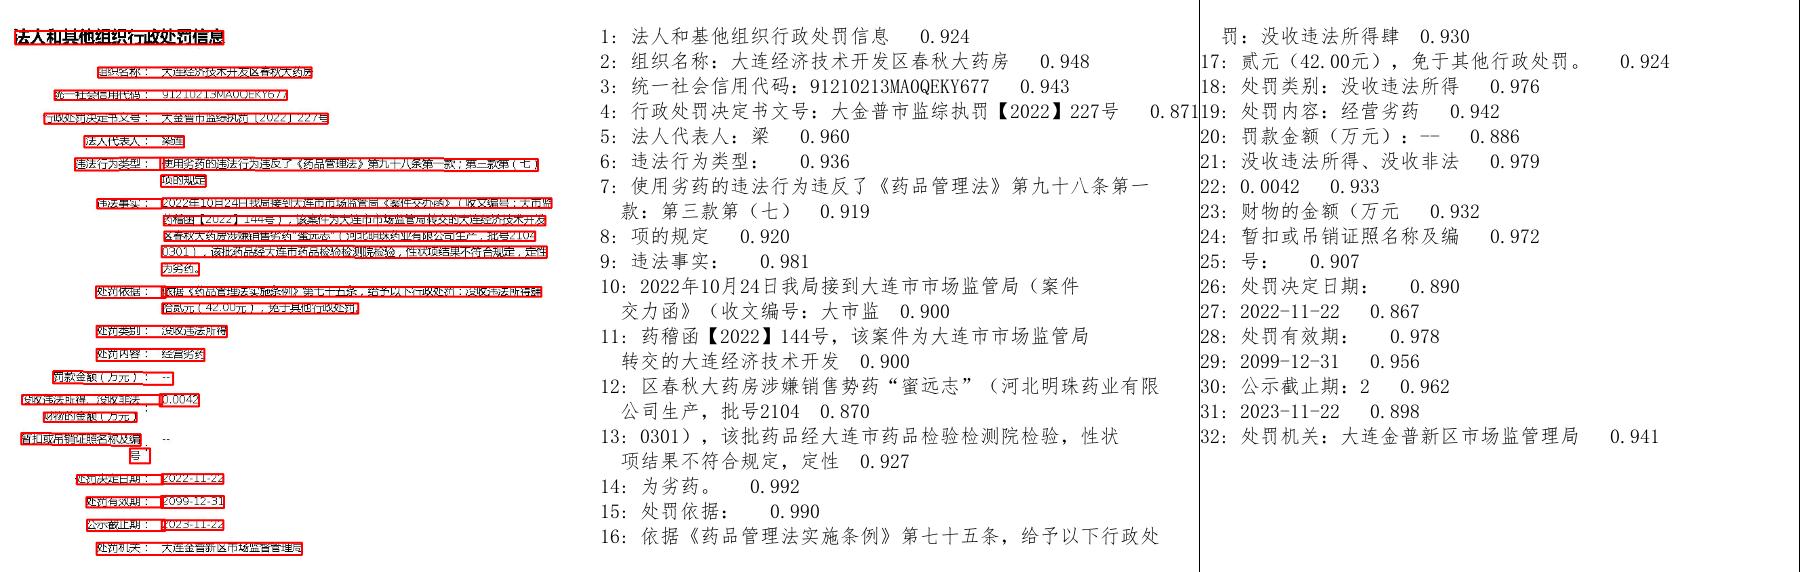 法人和其他组织行政处罚信息
组织名称： 大连经济技术开发区春秋大药房
统一社会信用代码： 91210213MA0QEKY677
行政处罚决定书文号： 大金普市监综执罚〔2022〕227号
法人代表人： 梁
违法行为类型： 使用劣药的违法行为违反了《药品管理法》第九十八条第一款；第三款第（七）
项的规定
违法事实： 2022年10月24日我局接到大连市市场监管局《案件交办函》（收文编号：大市监
药稽函【2022】144号），该案件为大连市市场监管局转交的大连经济技术开发
区春秋大药房涉嫌销售劣药“蜜远志”（河北明珠药业有限公司生产，批号2104
0301），该批药品经大连市药品检验检测院检验，性状项结果不符合规定，定性
为劣药。
处罚依据： 依据《药品管理法实施条例》第七十五条，给予以下行政处罚：没收违法所得肆
拾贰元（42.00元），免于其他行政处罚。
处罚类别： 没收违法所得
处罚内容： 经营劣药
罚款金额（万元）： --
没收违法所得、没收非法 0.0042
财物的金额（万元）：
暂扣或吊销证照名称及编 --
号：
处罚决定日期： 2022-11-22
处罚有效期： 2099-12-31
公示截止期： 2023-11-22
处罚机关： 大连金普新区市场监督管理局
1: 法人和基他组织行政处罚信息 0.924
2: 组织名称: 大连经济技术开发区春秋大药房 0.948
3: 统一社会信用代码: 91210213MA0QEKY677 0.943
4: 行政处罚决定书文号: 大金普市监综执罚【2022】227号 0.871
5: 法人代表人: 梁 0.960
6: 违法行为类型: 0.936
7: 使用劣药的违法行为违反了《药品管理法》第九十八条第一
款: 第三款第（七） 0.919
8: 项的规定 0.920
9: 违法事实: 0.981
10: 2022年10月24日我局接到大连市市场监管局（案件
交力函》（收文编号: 大市监 0.900
11: 药稽函【2022】144号, 该案件为大连市市场监管局
转交的大连经济技术开发 0.900
12: 区春秋大药房涉嫌销售势药“蜜远志”（河北明珠药业有限
公司生产, 批号2104 0.870
13: 0301）, 该批药品经大连市药品检验检测院检验, 性状
项结果不符合规定, 定性 0.927
14: 为劣药。 0.992
15: 处罚依据: 0.990
16: 依据《药品管理法实施条例》第七十五条, 给予以下行政处
罚: 没收违法所得肆 0.930
17: 贰元（42.00元）, 免于其他行政处罚。 0.924
18: 处罚类别: 没收违法所得 0.976
19: 处罚内容: 经营劣药 0.942
20: 罚款金额（万元）: -- 0.886
21: 没收违法所得、没收非法 0.979
22: 0.0042 0.933
23: 财物的金额（万元 0.932
24: 暂扣或吊销证照名称及编 0.972
25: 号: 0.907
26: 处罚决定日期: 0.890
27: 2022-11-22 0.867
28: 处罚有效期: 0.978
29: 2099-12-31 0.956
30: 公示截止期: 2 0.962
31: 2023-11-22 0.898
32: 处罚机关: 大连金普新区市场监管理局 0.941